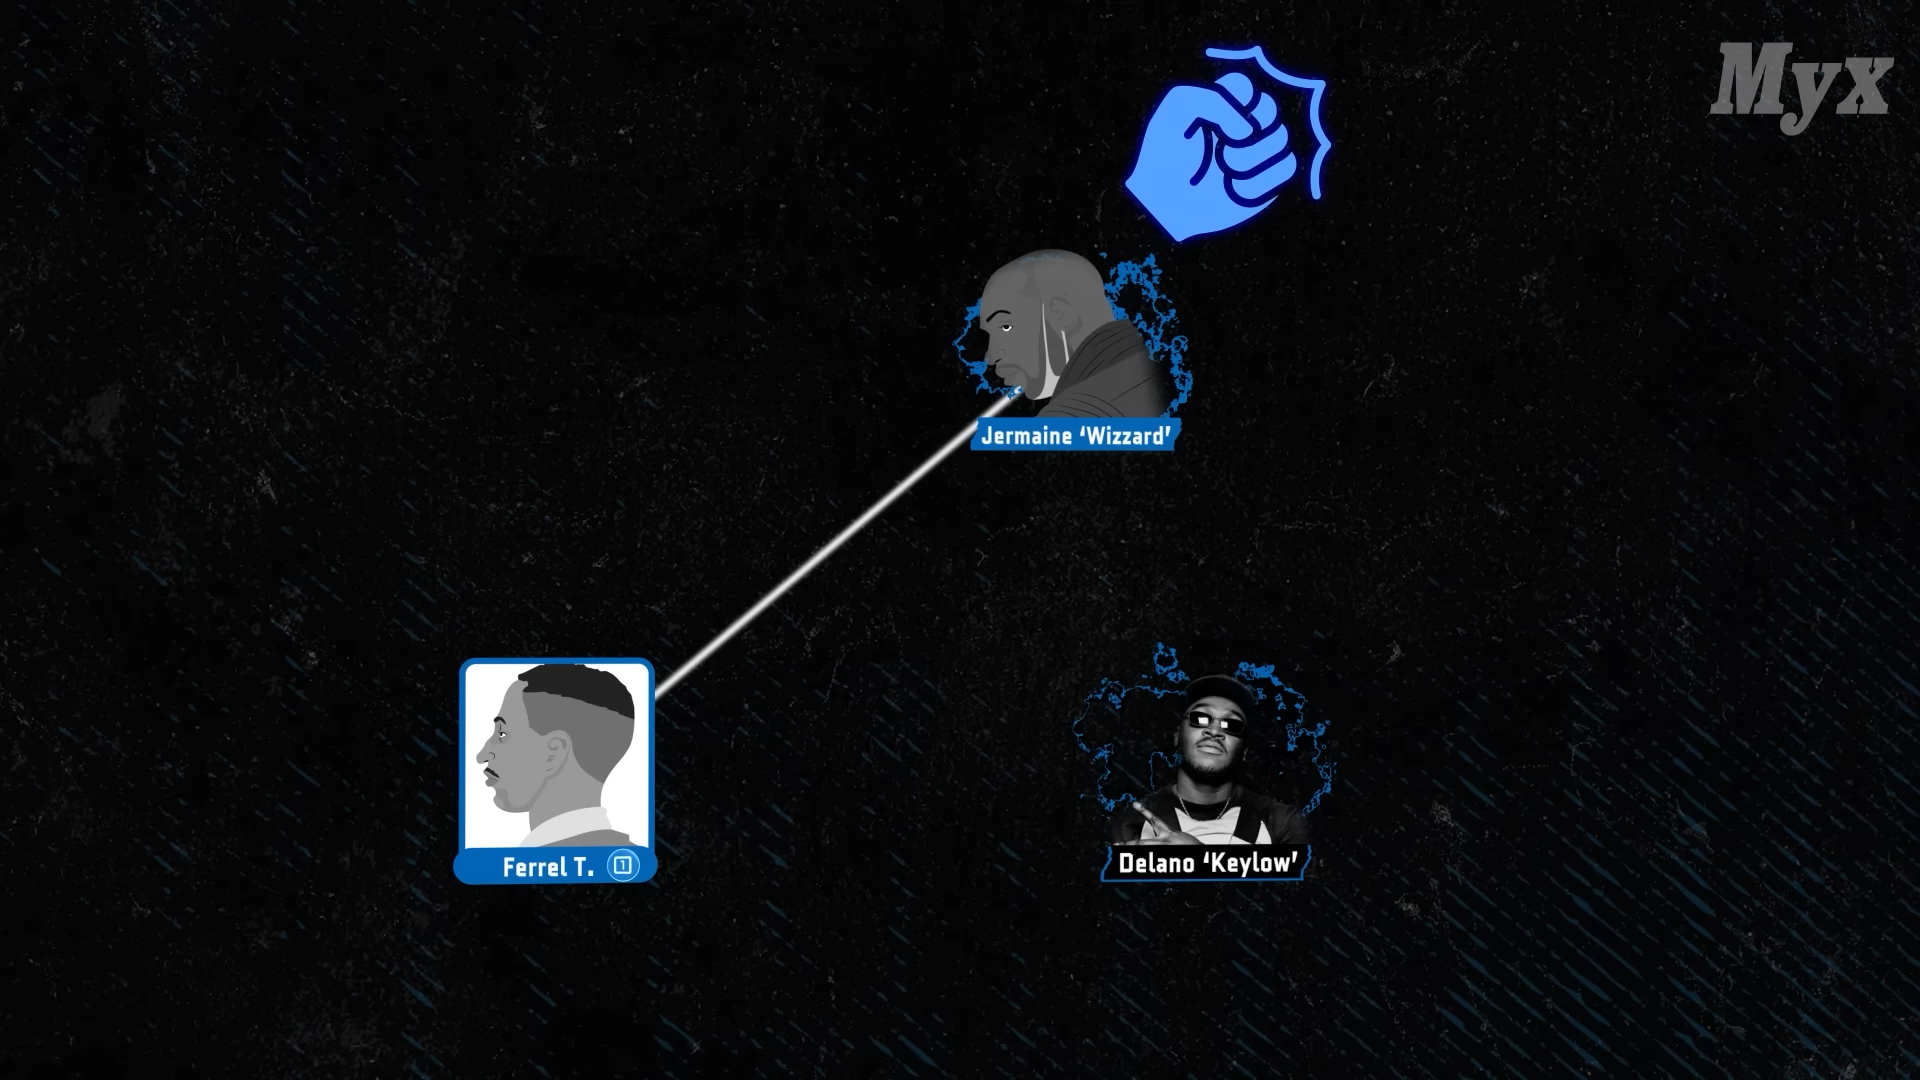 Myx
Jermaine ‘Wizzard’
Ferrel T. 1
Delano ‘Keylow’